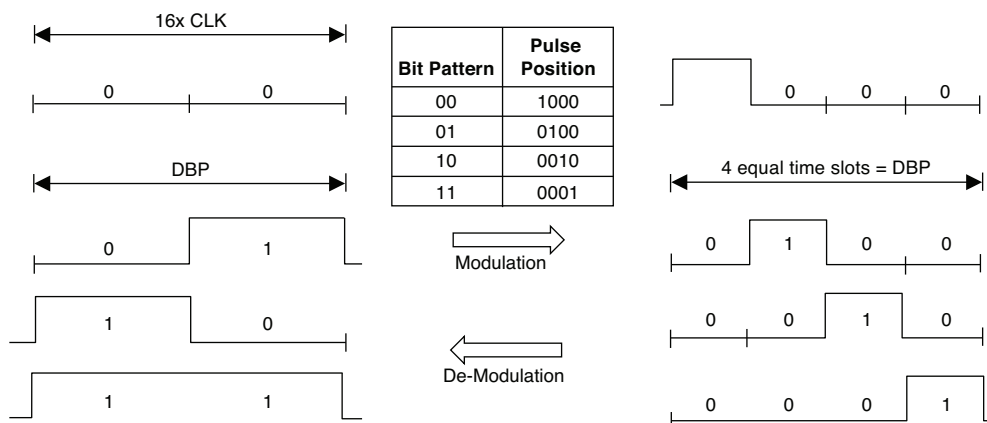 16x CLK
0 0
DBP
0 1
1 0
1 1
Bit Pattern Pulse Position
00 1000
01 0100
10 0010
11 0001
Modulation
De-Modulation
0 0 0
4 equal time slots = DBP
0 1 0 0
0 0 1 0
0 0 0 1